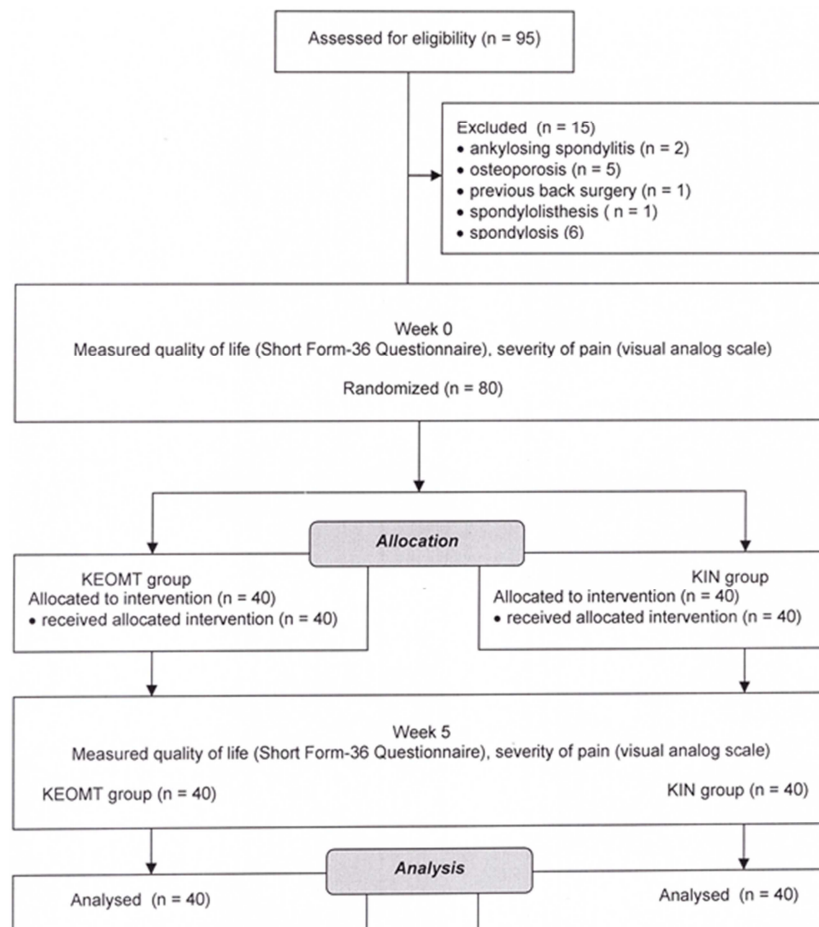 Assessed for eligibility (n = 95)
Excluded  (n = 15)
• ankylosing spondylitis (n = 2)
• osteoporosis (n = 5)
• previous back surgery (n = 1)
• spondylolisthesis ( n = 1)
• spondylosis (6)
Week 0
Measured quality of life (Short Form-36 Questionnaire), severity of pain (visual analog scale)
Randomized (n = 80)
Allocation
KEOMT group
Allocated to intervention (n = 40)
• received allocated intervention (n = 40)
KIN group
Allocated to intervention (n = 40)
• received allocated intervention (n = 40)
Week 5
Measured quality of life (Short Form-36 Questionnaire), severity of pain (visual analog scale)
KEOMT group (n = 40)
KIN group (n = 40)
Analysis
Analysed  (n = 40)
Analysed  (n = 40)